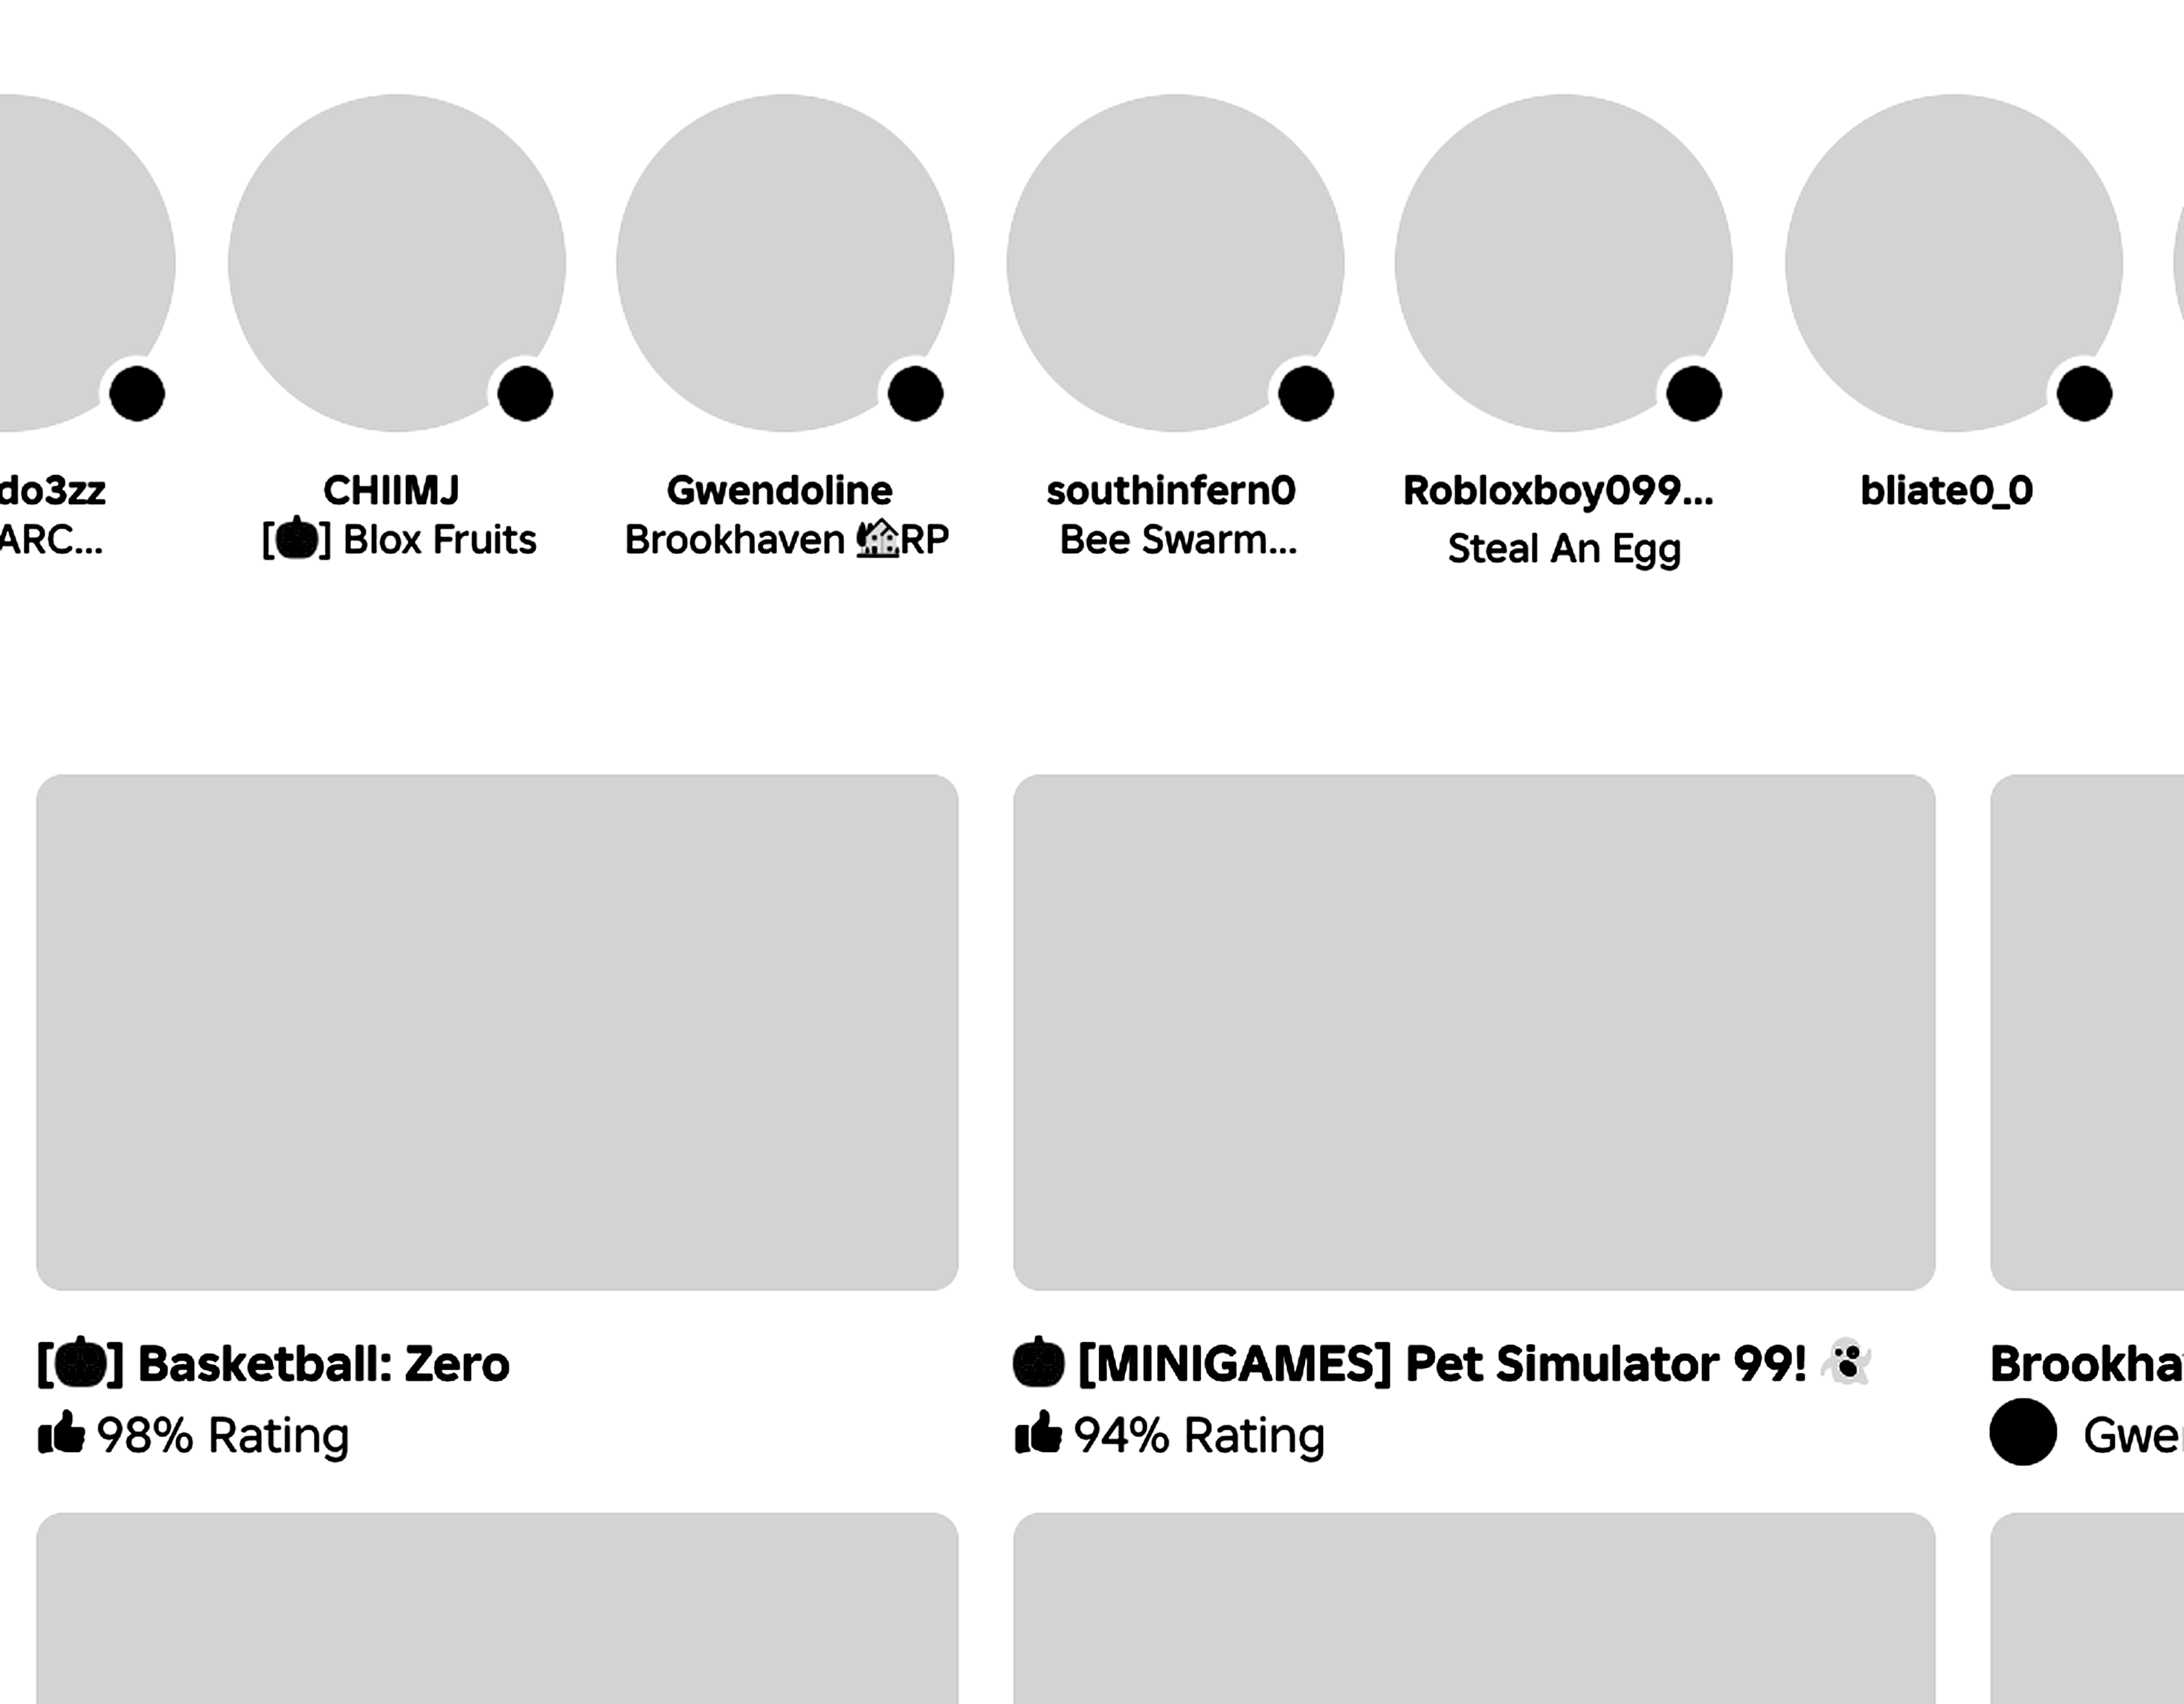 do3zz
ARC...
CHIIMJ
[🎃] Blox Fruits
Gwendoline
Brookhaven 🏡RP
southinfern0
Bee Swarm...
Robloxboy099...
Steal An Egg
bliate0_0
[🎃] Basketball: Zero
98% Rating
🎃 [MINIGAMES] Pet Simulator 99! 👻
94% Rating
Brookha
Gwe